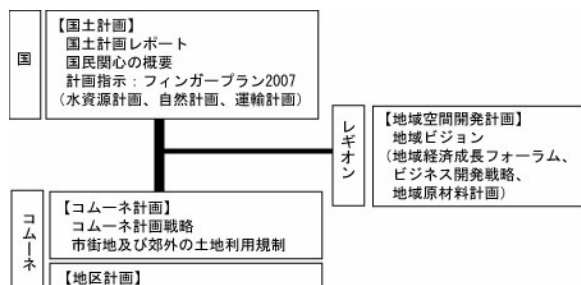 国
【国土計画】
国土計画レポート
国民関心の概要
計画指示：フィンガープラン2007
（水資源計画、自然計画、運輸計画）
レギオン
【地域空間開発計画】
地域ビジョン
（地域経済成長フォーラム、
ビジネス開発戦略、
地域原材料計画）
コムーネ
【コムーネ計画】
コムーネ計画戦略
市街地及び郊外の土地利用規制
【地区計画】